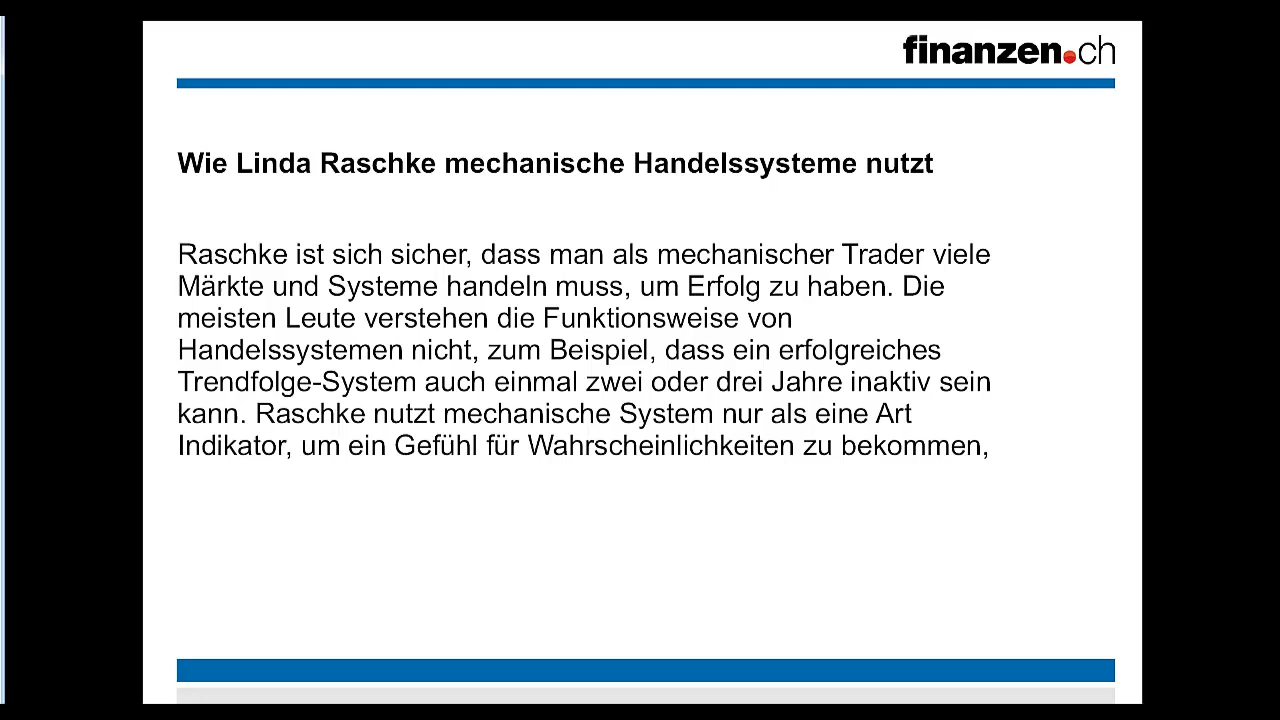 finanzen.ch
Wie Linda Raschke mechanische Handelssysteme nutzt
Raschke ist sich sicher, dass man als mechanischer Trader viele
Märkte und Systeme handeln muss, um Erfolg zu haben. Die
meisten Leute verstehen die Funktionsweise von
Handelssystemen nicht, zum Beispiel, dass ein erfolgreiches
Trendfolge-System auch einmal zwei oder drei Jahre inaktiv sein
kann. Raschke nutzt mechanische System nur als eine Art
Indikator, um ein Gefühl für Wahrscheinlichkeiten zu bekommen,